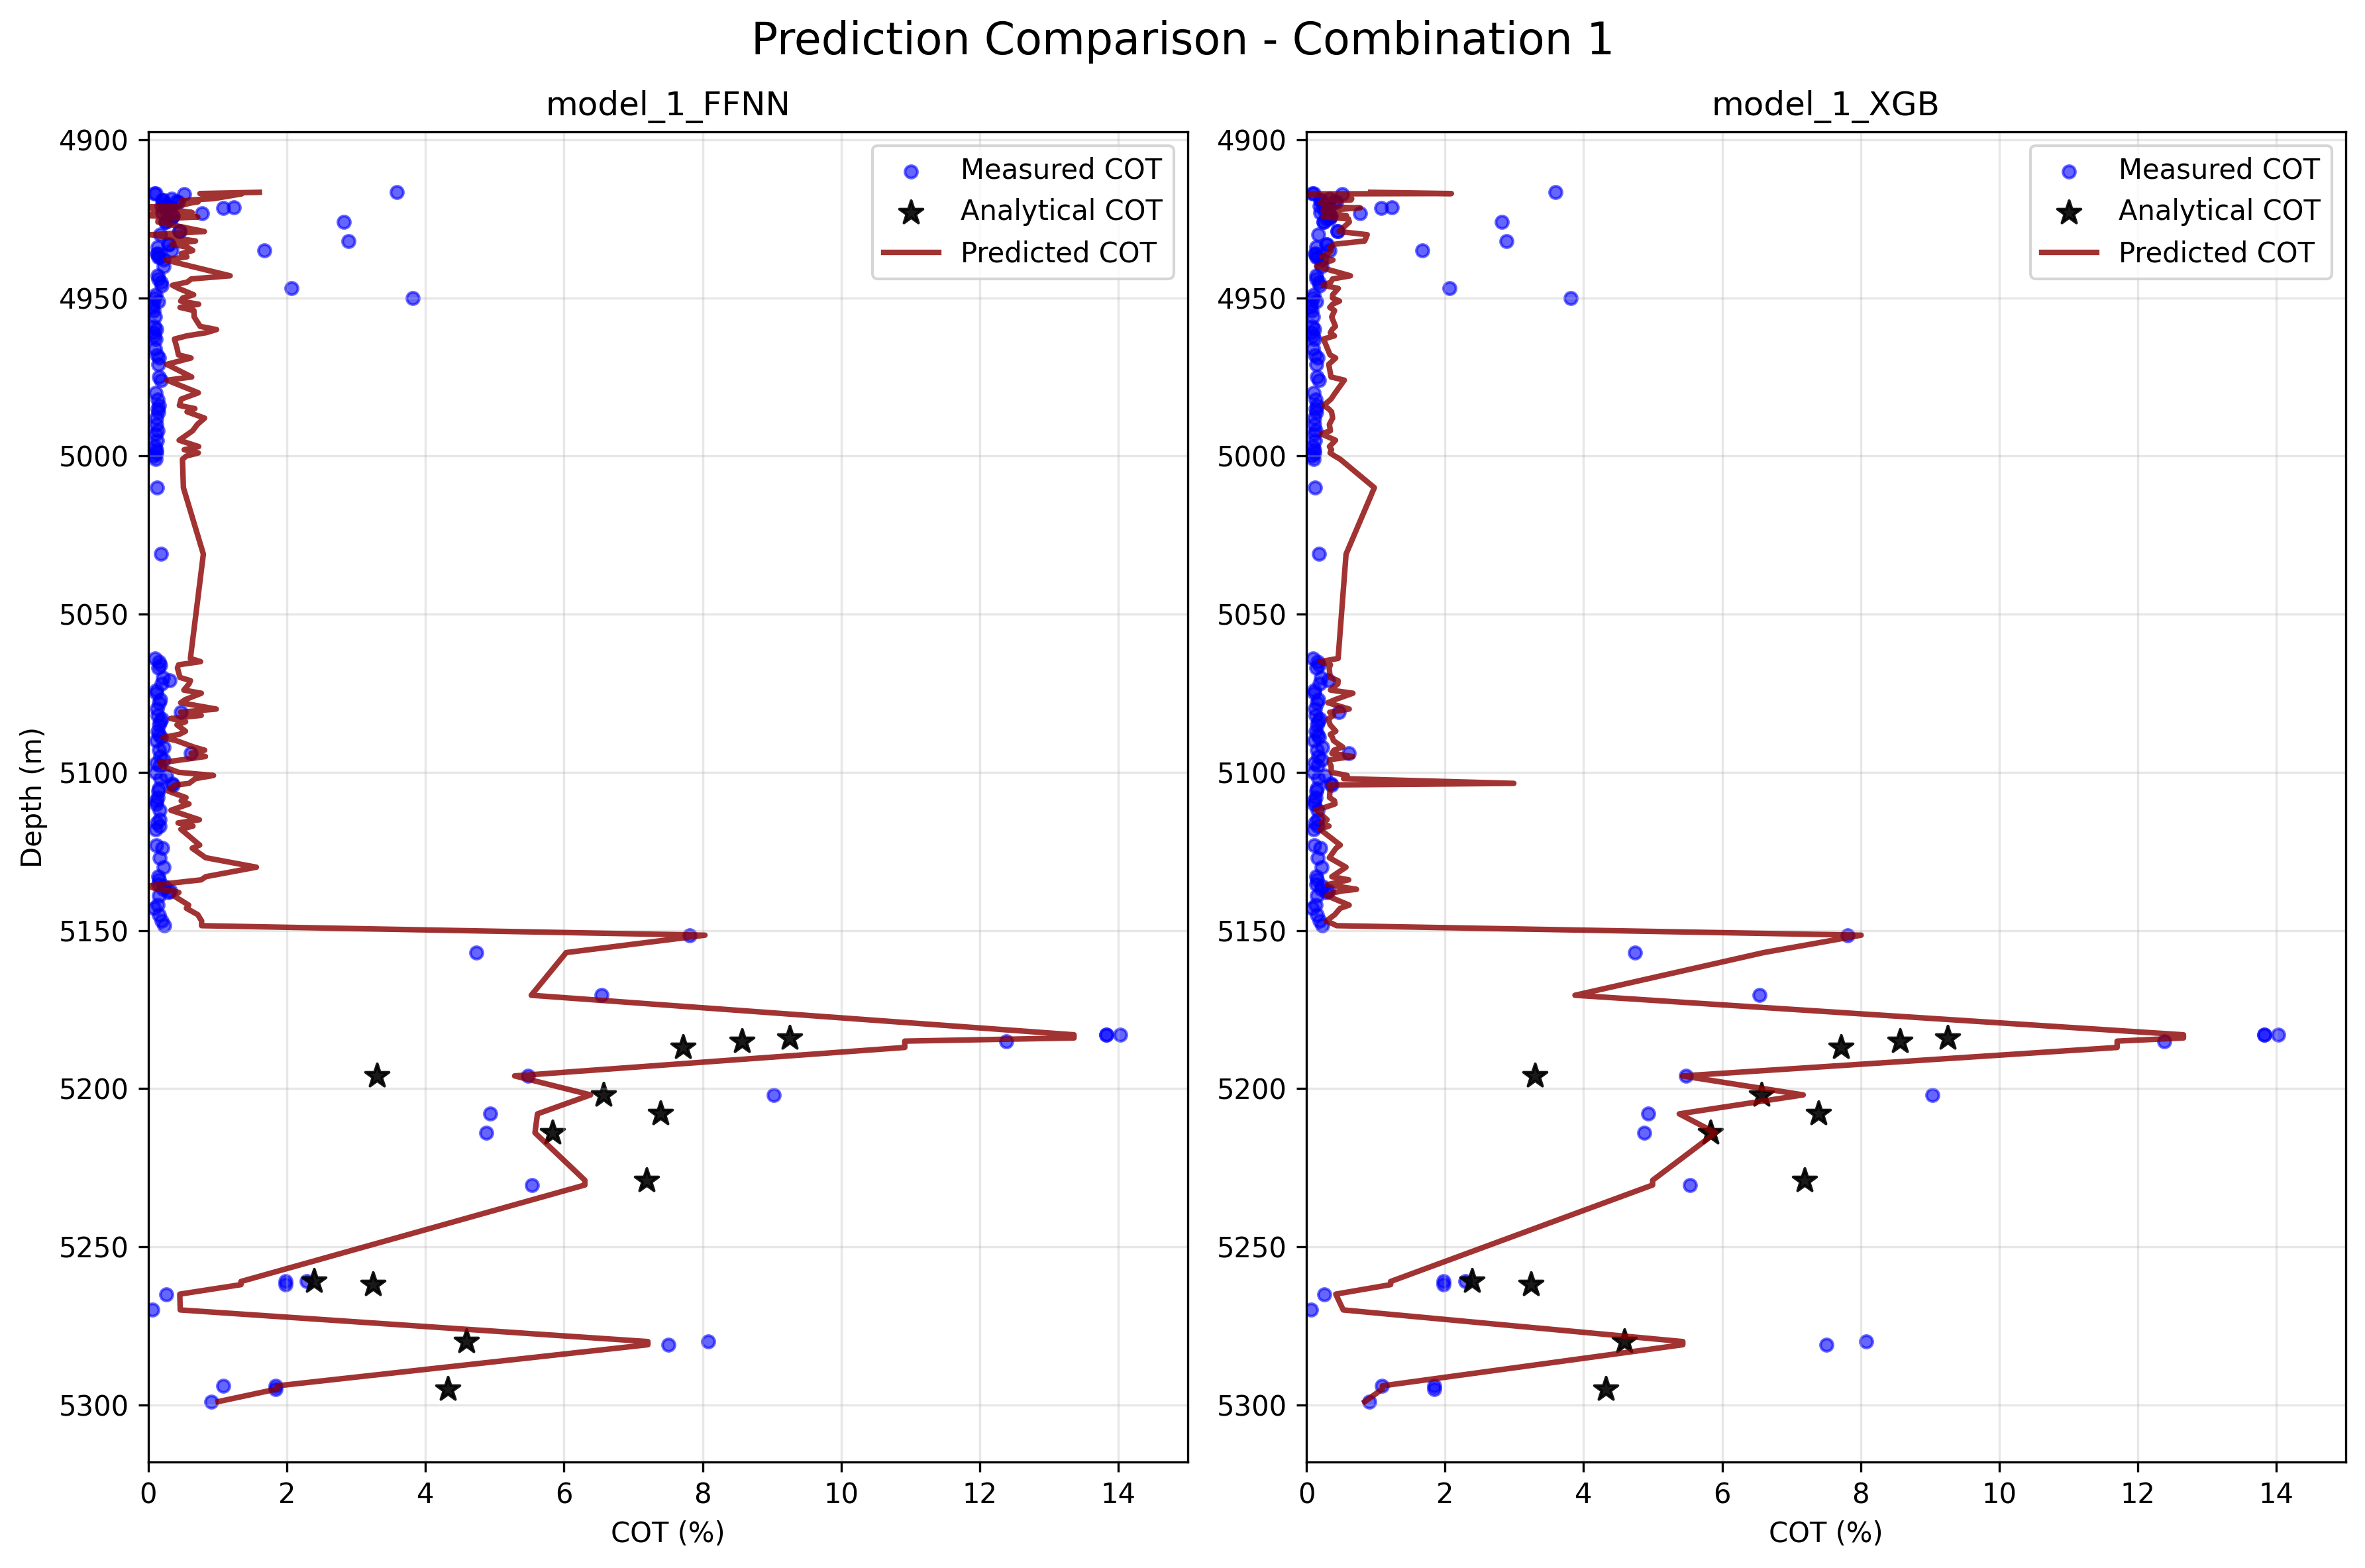 Prediction Comparison - Combination 1
model_1_FFNN
4900
4950
5000
5050
5100
5150
5200
5250
5300
Depth (m)
Measured COT
Analytical COT
Predicted COT
0 2 4 6 8 10 12 14
COT (%)
model_1_XGB
4900
4950
5000
5050
5100
5150
5200
5250
5300
Measured COT
Analytical COT
Predicted COT
0 2 4 6 8 10 12 14
COT (%)